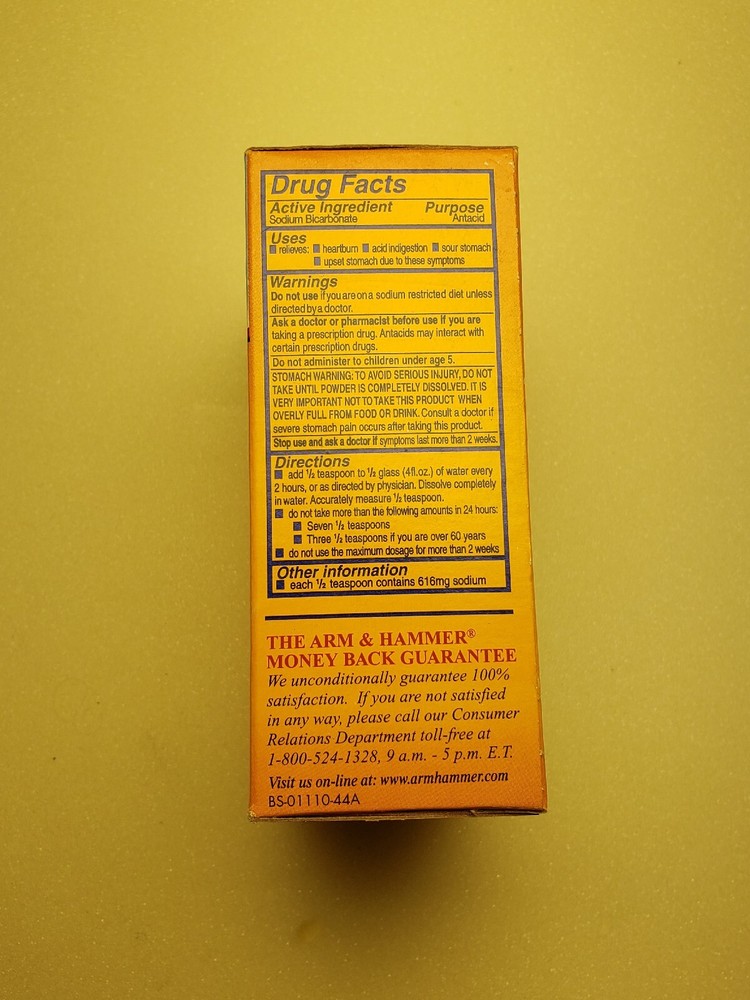 Drug Facts
Active Ingredient Purpose
Sodium Bicarbonate Antacid
Uses
■ relieves: ■ heartburn ■ acid indigestion ■ sour stomach
■ upset stomach due to these symptoms
Warnings
Do not use if you are on a sodium restricted diet unless
directed by a doctor.
Ask a doctor or pharmacist before use if you are
taking a prescription drug. Antacids may interact with
certain prescription drugs.
Do not administer to children under age 5.
STOMACH WARNING: TO AVOID SERIOUS INJURY, DO NOT
TAKE UNTIL POWDER IS COMPLETELY DISSOLVED. IT IS
VERY IMPORTANT NOT TO TAKE THIS PRODUCT WHEN
OVERLY FULL FROM FOOD OR DRINK. Consult a doctor if
severe stomach pain occurs after taking this product.
Stop use and ask a doctor if symptoms last more than 2 weeks.
Directions
■ add 1/2 teaspoon to 1/2 glass (4 fl.oz.) of water every
2 hours, or as directed by physician. Dissolve completely
in water. Accurately measure 1/2 teaspoon.
■ do not take more than the following amounts in 24 hours:
■ Seven 1/2 teaspoons
■ Three 1/2 teaspoons if you are over 60 years
■ do not use the maximum dosage for more than 2 weeks
Other information
■ each 1/2 teaspoon contains 616mg sodium
THE ARM & HAMMER®
MONEY BACK GUARANTEE
We unconditionally guarantee 100%
satisfaction. If you are not satisfied
in any way, please call our Consumer
Relations Department toll-free at
1-800-524-1328, 9 a.m. - 5 p.m. E.T.
Visit us on-line at: www.armhammer.com
BS-01110-44A